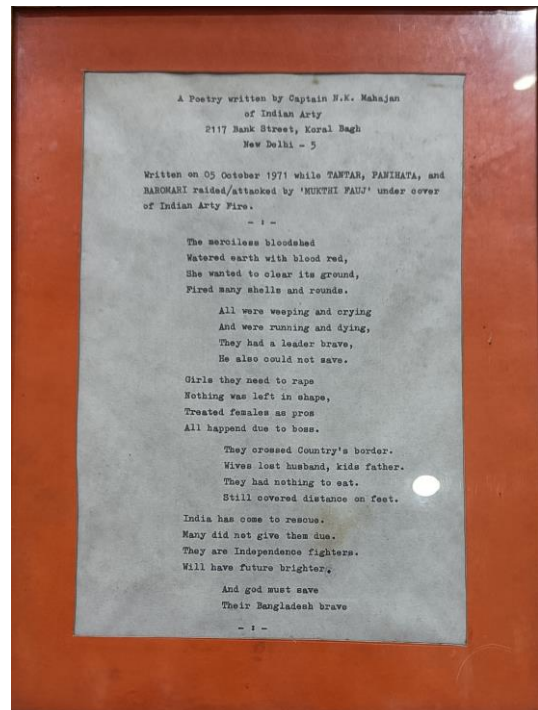 A Poetry written by Captain N.K. Mahajan
of Indian Arty
2117 Bank Street, Koral Bagh
New Delhi - 5
Written on 05 October 1971 while TANTAR, PANIHATA, and
BAROMARI raided/attacked by 'MUKTHI FAUJ' under cover
of Indian Arty Fire.
- : -
The merciless bloodshed
Watered earth with blood red,
She wanted to clear its ground,
Fired many shells and rounds.
All were weeping and crying
And were running and dying,
They had a leader brave,
He also could not save.
Girls they need to rape
Nothing was left in shape,
Treated females as pros
All happend due to boss.
They crossed Country's border.
Wives lost husband, kids father.
They had nothing to eat.
Still covered distance on feet.
India has come to rescue.
Many did not give them due.
They are Independence fighters.
Will have future brighter.
And god must save
Their Bangladesh brave
- : -